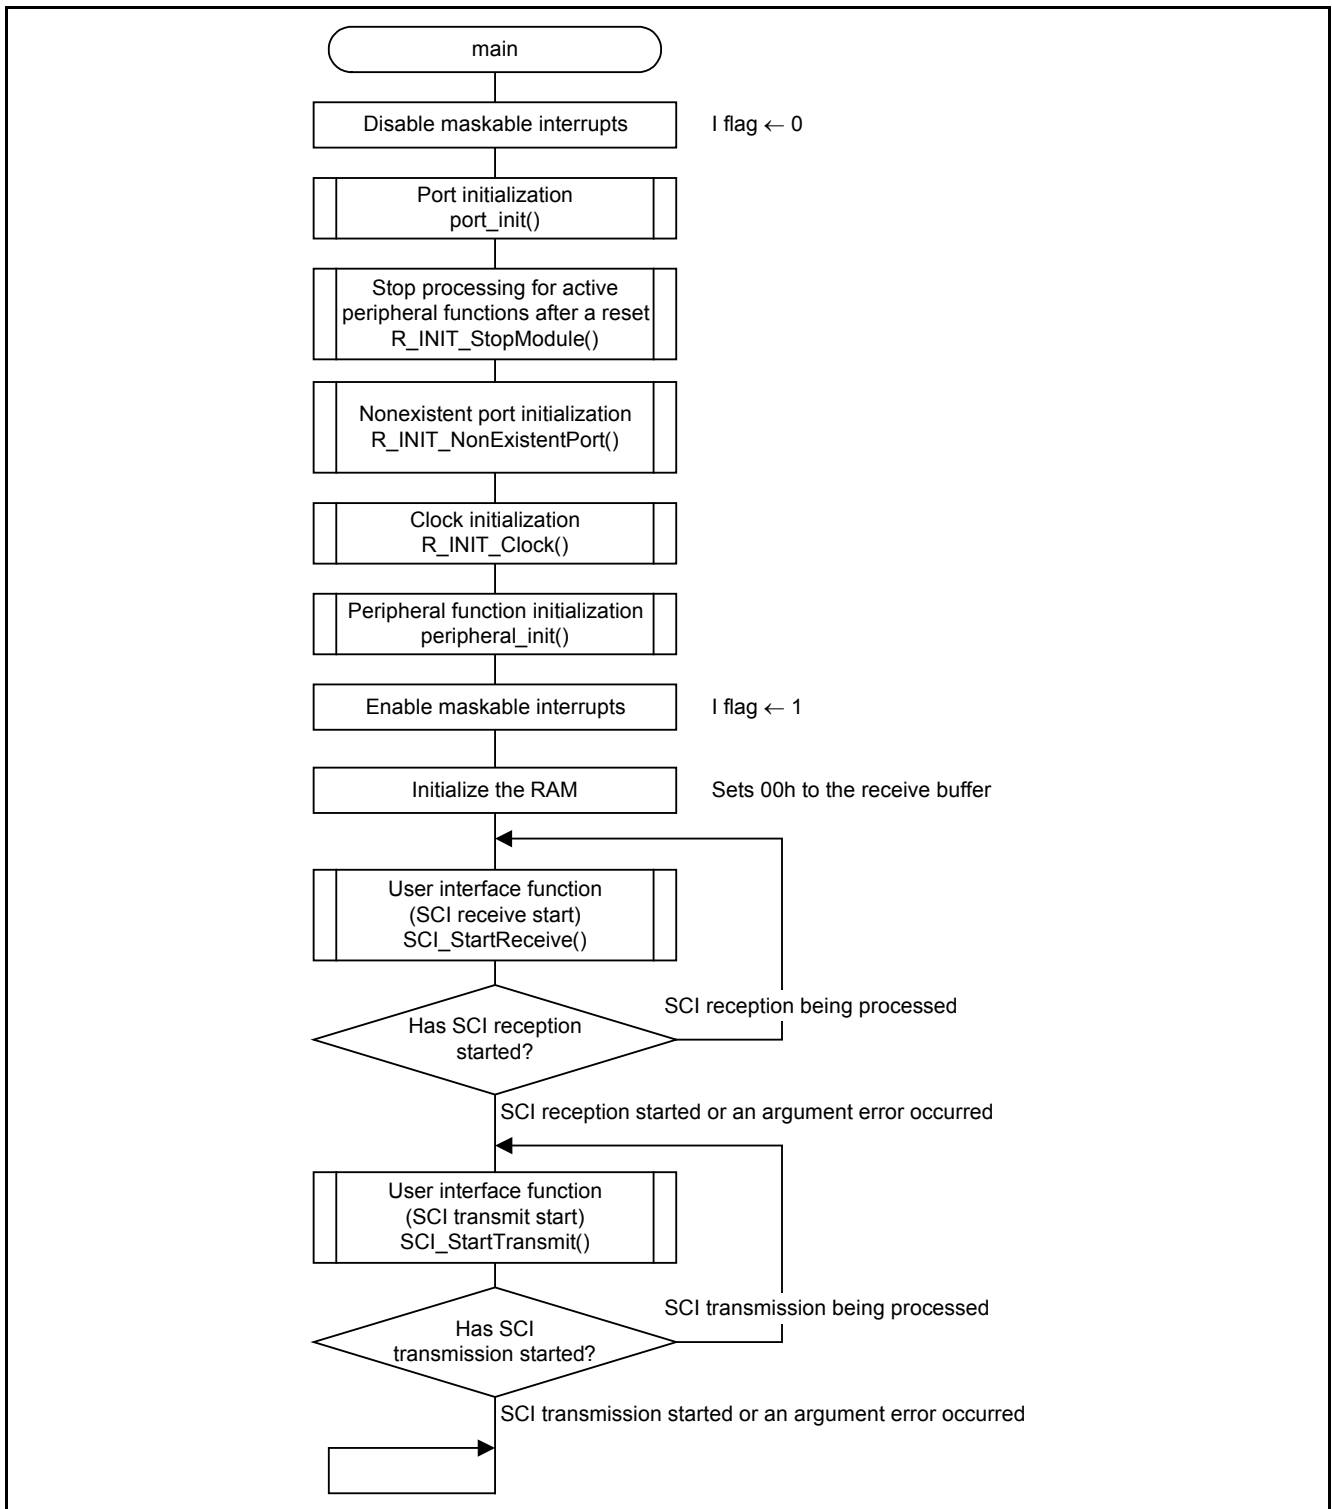 main
Disable maskable interrupts
I flag ← 0
Port initialization
port_init()
Stop processing for active
peripheral functions after a reset
R_INIT_StopModule()
Nonexistent port initialization
R_INIT_NonExistentPort()
Clock initialization
R_INIT_Clock()
Peripheral function initialization
peripheral_init()
Enable maskable interrupts
I flag ← 1
Initialize the RAM
Sets 00h to the receive buffer
User interface function
(SCI receive start)
SCI_StartReceive()
SCI reception being processed
Has SCI reception
started?
SCI reception started or an argument error occurred
User interface function
(SCI transmit start)
SCI_StartTransmit()
SCI transmission being processed
Has SCI
transmission started?
SCI transmission started or an argument error occurred